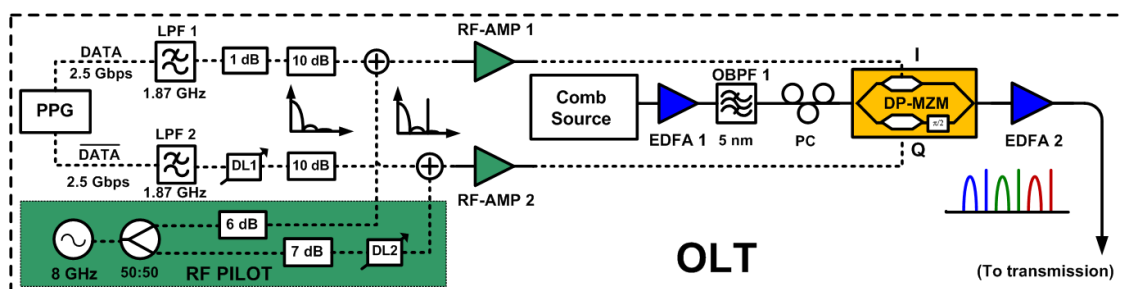 LPF 1
DATA
2.5 Gbps
1 dB
10 dB
1.87 GHz
PPG
RF-AMP 1
Comb
Source
EDFA 1
OBPF 1
5 nm
PC
I
DP-MZM
π/2
Q
EDFA 2
LPF 2
DATA
2.5 Gbps
DL1
10 dB
1.87 GHz
RF-AMP 2
6 dB
7 dB
DL2
8 GHz
50:50
RF PILOT
OLT
(To transmission)